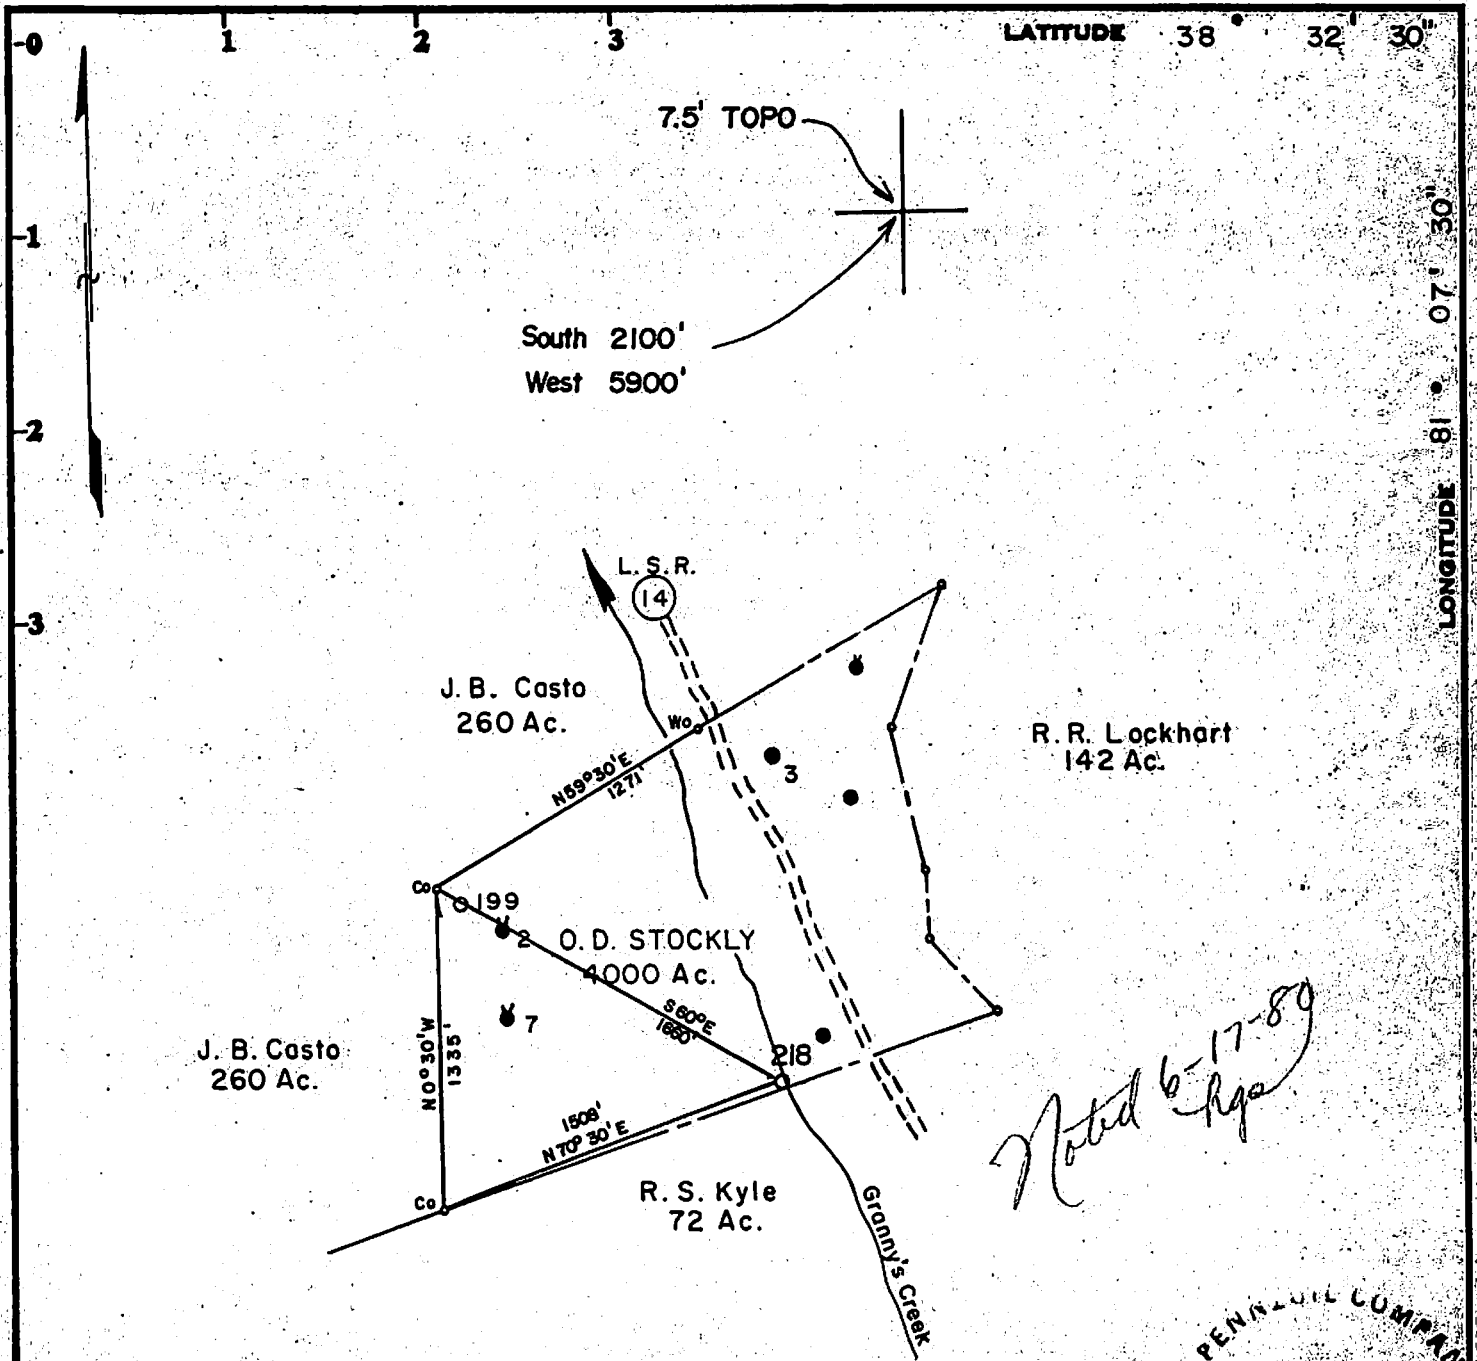 -0
1
2
3
LATITUDE 38° 32' 30"
7.5' TOPO
-1
South 2100'
West 5900'
-2
LONGITUDE 81° 07' 30"
L. S. R.
14
-3
J. B. Casto
260 Ac.
Wo
R. R. Lockhart
142 Ac.
N59°30'E
1271'
3
Co
199
2
O. D. STOCKLY
4000 Ac.
7
S60°E
1660'
218
J. B. Casto
260 Ac.
N0°30'W
1335'
1508'
N70°30'E
Noted 6-17-80
Co
R. S. Kyle
72 Ac.
Granny's Creek
PENNZOIL COMPAN